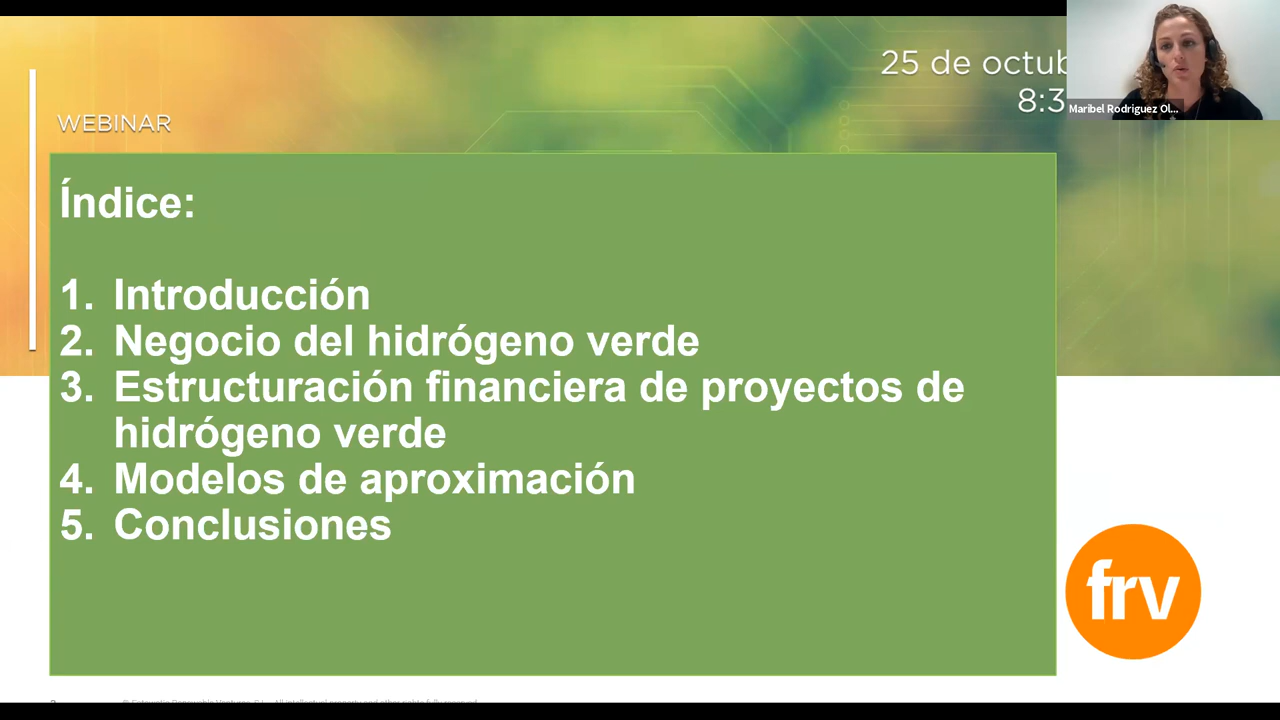 25 de octub
8:3
Maribel Rodriguez Ol...
WEBINAR
Índice:
1. Introducción
2. Negocio del hidrógeno verde
3. Estructuración financiera de proyectos de
hidrógeno verde
4. Modelos de aproximación
5. Conclusiones
frv